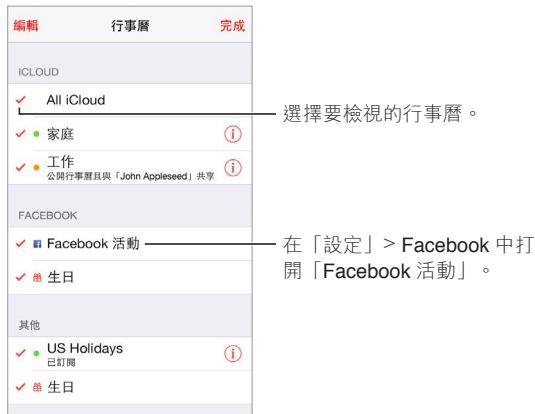 編輯 行事曆 完成
ICLOUD
All iCloud
選擇要檢視的行事曆。
家庭
工作
公開行事曆且與「John Appleseed」共享
FACEBOOK
Facebook 活動
在「設定」> Facebook 中打
開「Facebook 活動」。
生日
其他
US Holidays
已訂閱
生日